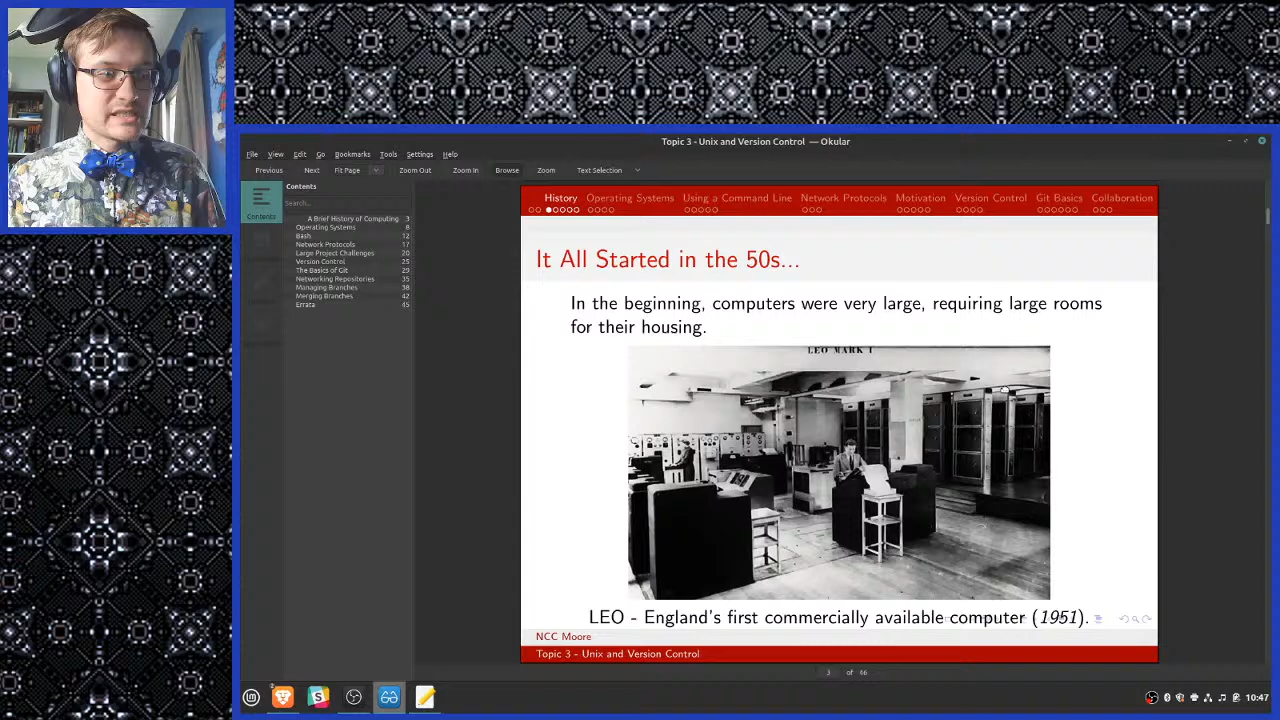 Topic 3 - Unix and Version Control — Okular
File View Edit Go Bookmarks Tools Settings Help
Previous Next Fit Page Zoom Out Zoom In Browse Zoom Text Selection
Contents
Contents
Search...
A Brief History of Computing 3
Operating Systems 8
Bash 12
Network Protocols 17
Large Project Challenges 20
Version Control 25
The Basics of Git 29
Networking Repositories 35
Managing Branches 38
Merging Branches 42
Errata 45
History Operating Systems Using a Command Line Network Protocols Motivation Version Control Git Basics Collaboration
It All Started in the 50s...
In the beginning, computers were very large, requiring large rooms
for their housing.
LEO MARK I
LEO - England's first commercially available computer (1951).
NCC Moore
Topic 3 - Unix and Version Control
3 of 46
10:47